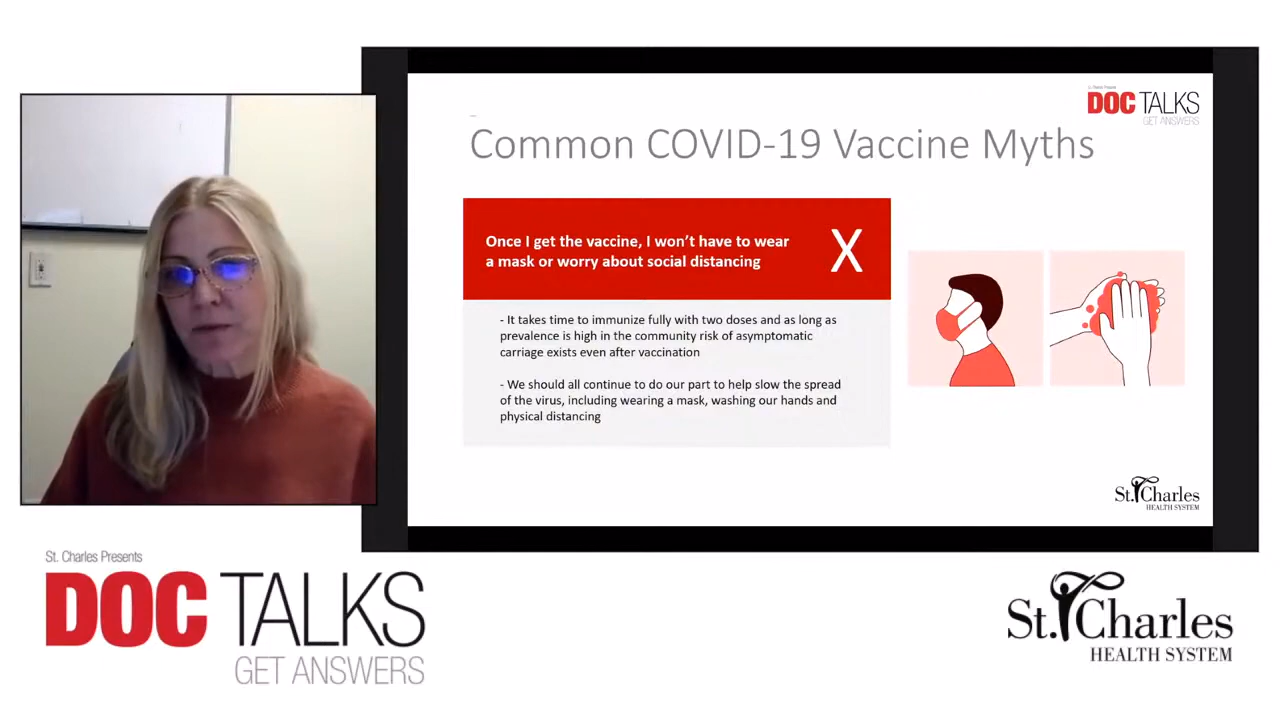 DOC TALKS
GET ANSWERS
Common COVID-19 Vaccine Myths
Once I get the vaccine, I won't have to wear
a mask or worry about social distancing
X
- It takes time to immunize fully with two doses and as long as
prevalence is high in the community risk of asymptomatic
carriage exists even after vaccination
- We should all continue to do our part to help slow the spread
of the virus, including wearing a mask, washing our hands and
physical distancing
St. Charles
HEALTH SYSTEM
St. Charles Presents
DOC TALKS
GET ANSWERS
St. Charles
HEALTH SYSTEM